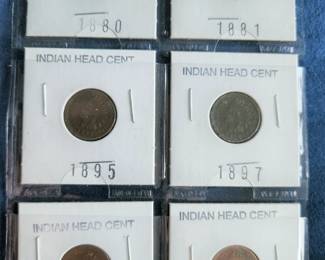 1880 1881
INDIAN HEAD CENT INDIAN HEAD CENT
1895 1897
INDIAN HEAD CENT INDIAN HEAD CENT